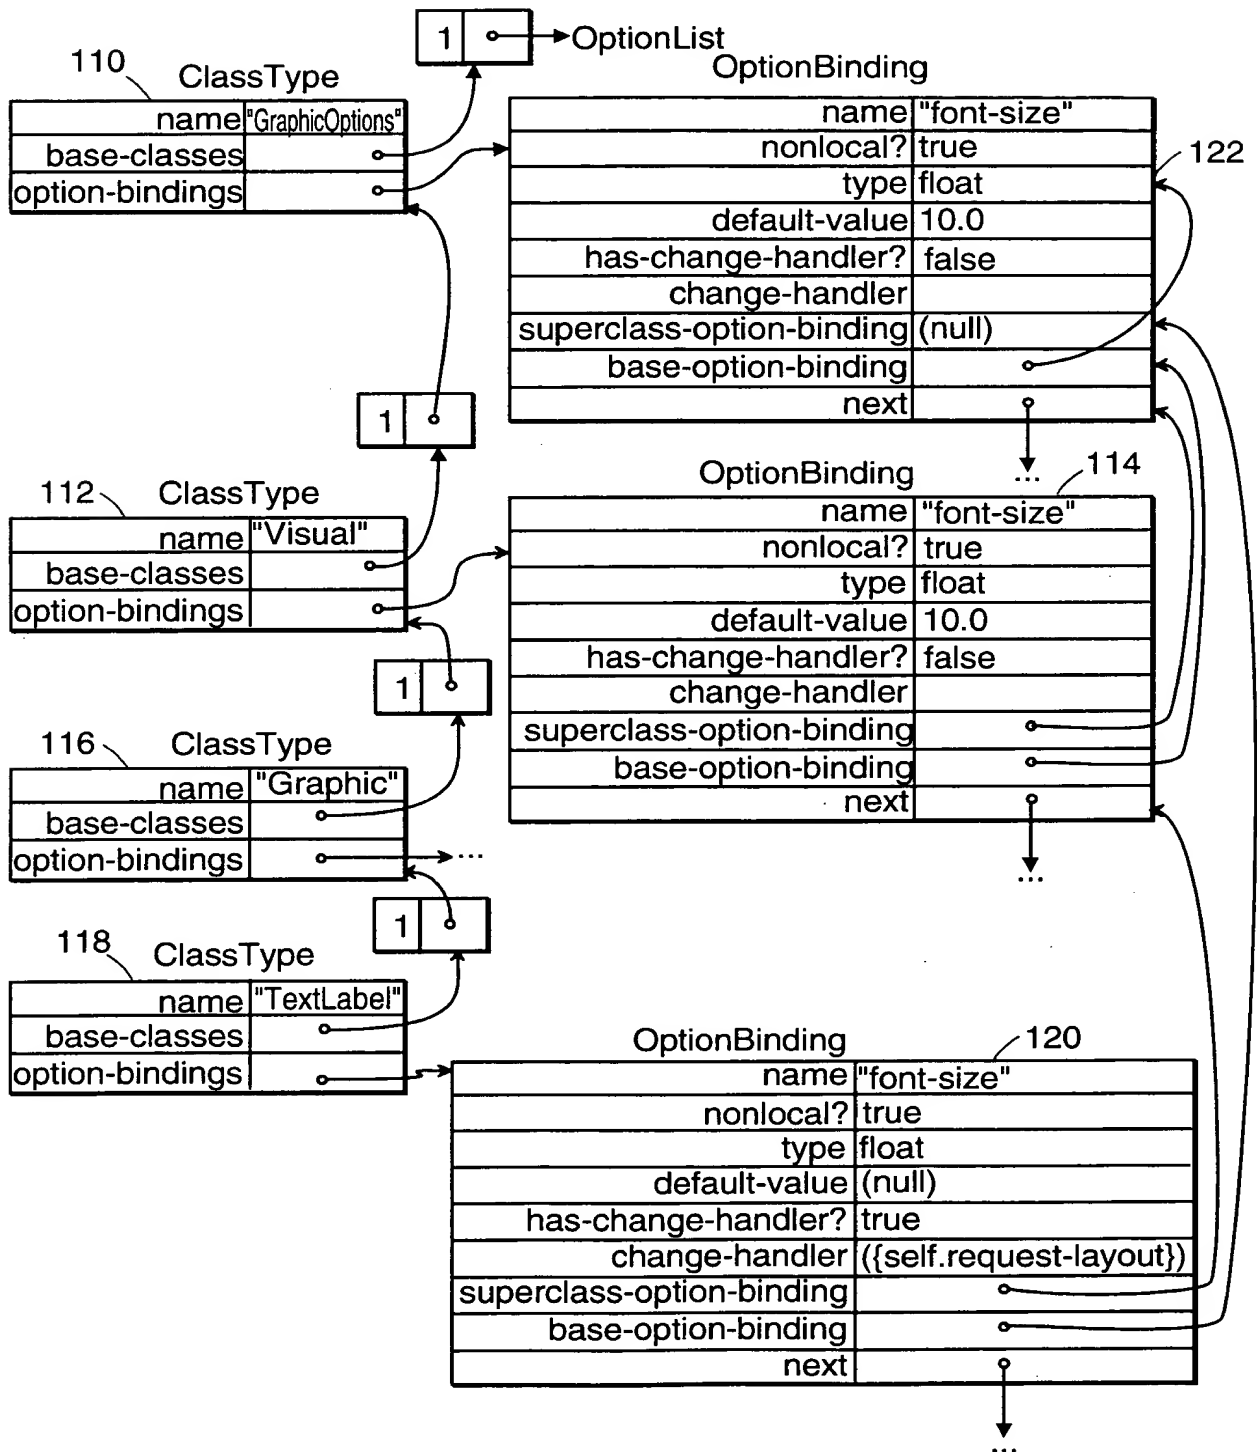 1 OptionList
110
ClassType
name "GraphicOptions"
base-classes
option-bindings
OptionBinding
name "font-size"
nonlocal? true
type float
default-value 10.0
has-change-handler? false
change-handler
superclass-option-binding (null)
base-option-binding
next
...
122
1
112
ClassType
name "Visual"
base-classes
option-bindings
OptionBinding
114
name "font-size"
nonlocal? true
type float
default-value 10.0
has-change-handler? false
change-handler
superclass-option-binding
base-option-binding
next
...
1
116
ClassType
name "Graphic"
base-classes
option-bindings ...
1
118
ClassType
name "TextLabel"
base-classes
option-bindings
OptionBinding
120
name "font-size"
nonlocal? true
type float
default-value (null)
has-change-handler? true
change-handler ({self.request-layout})
superclass-option-binding
base-option-binding
next
...